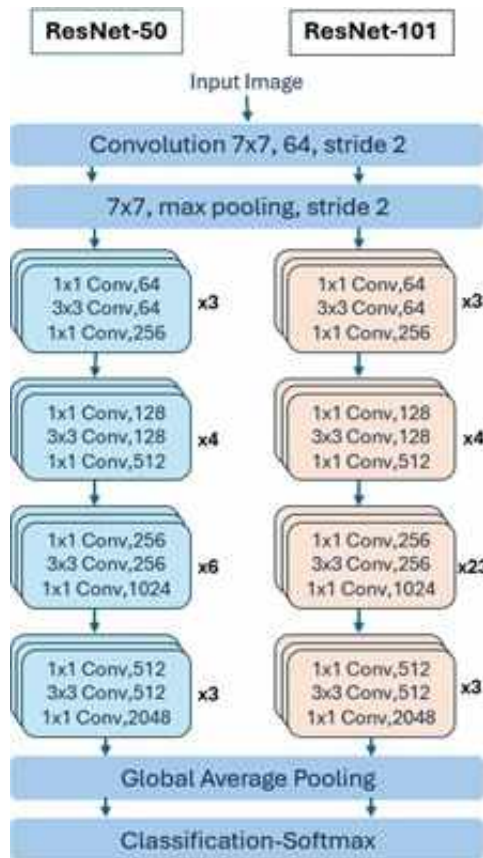 ResNet-50
ResNet-101
Input Image
Convolution 7x7, 64, stride 2
7x7, max pooling, stride 2
1x1 Conv,64
3x3 Conv,64
1x1 Conv,256
x3
1x1 Conv,64
3x3 Conv,64
1x1 Conv,256
x3
1x1 Conv,128
3x3 Conv,128
1x1 Conv,512
x4
1x1 Conv,128
3x3 Conv,128
1x1 Conv,512
x4
1x1 Conv,256
3x3 Conv,256
1x1 Conv,1024
x6
1x1 Conv,256
3x3 Conv,256
1x1 Conv,1024
x23
1x1 Conv,512
3x3 Conv,512
1x1 Conv,2048
x3
1x1 Conv,512
3x3 Conv,512
1x1 Conv,2048
x3
Global Average Pooling
Classification-Softmax